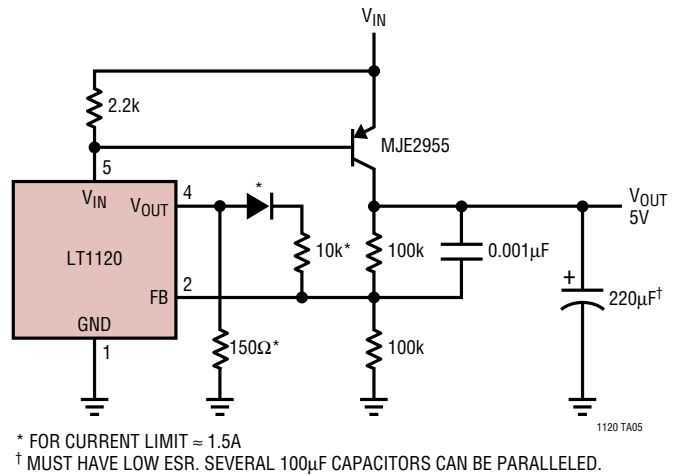 VIN
2.2k
MJE2955
5
VIN
VOUT
4
*
VOUT
5V
LT1120
10k*
100k
0.001µF
+
220µF†
FB
2
GND
1
150Ω*
100k
1120 TA05
* FOR CURRENT LIMIT ≈ 1.5A
† MUST HAVE LOW ESR. SEVERAL 100µF CAPACITORS CAN BE PARALLELED.